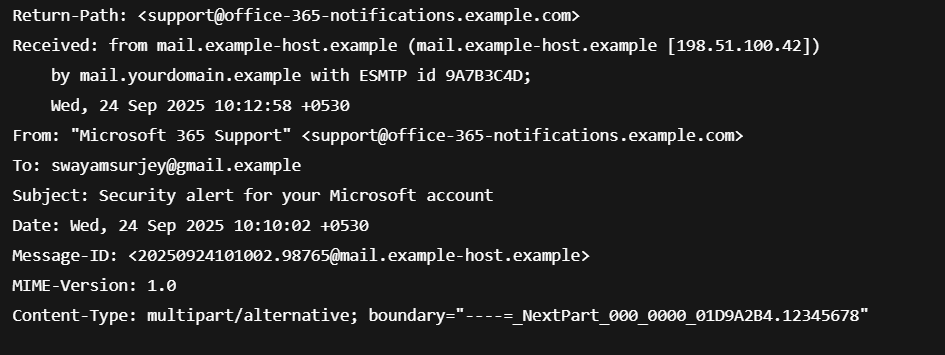 Return-Path: <support@office-365-notifications.example.com>
Received: from mail.example-host.example (mail.example-host.example [198.51.100.42])
    by mail.yourdomain.example with ESMTP id 9A7B3C4D;
    Wed, 24 Sep 2025 10:12:58 +0530
From: "Microsoft 365 Support" <support@office-365-notifications.example.com>
To: swayamsurjey@gmail.example
Subject: Security alert for your Microsoft account
Date: Wed, 24 Sep 2025 10:10:02 +0530
Message-ID: <20250924101002.98765@mail.example-host.example>
MIME-Version: 1.0
Content-Type: multipart/alternative; boundary="----=_NextPart_000_0000_01D9A2B4.12345678"